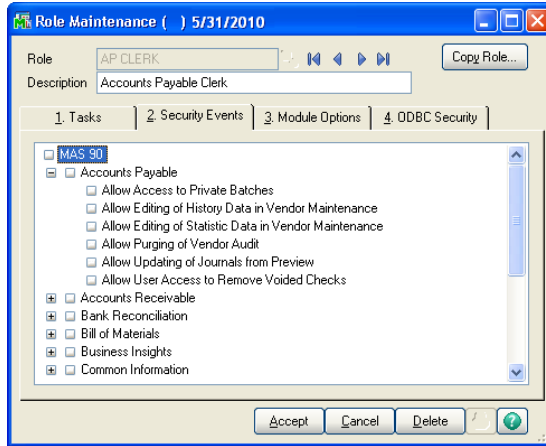 Role Maintenance ( ) 5/31/2010
Role AP CLERK Copy Role...
Description Accounts Payable Clerk
1. Tasks 2. Security Events 3. Module Options 4. ODBC Security
MAS 90
Accounts Payable
Allow Access to Private Batches
Allow Editing of History Data in Vendor Maintenance
Allow Editing of Statistic Data in Vendor Maintenance
Allow Purging of Vendor Audit
Allow Updating of Journals from Preview
Allow User Access to Remove Voided Checks
Accounts Receivable
Bank Reconciliation
Bill of Materials
Business Insights
Common Information
Accept Cancel Delete